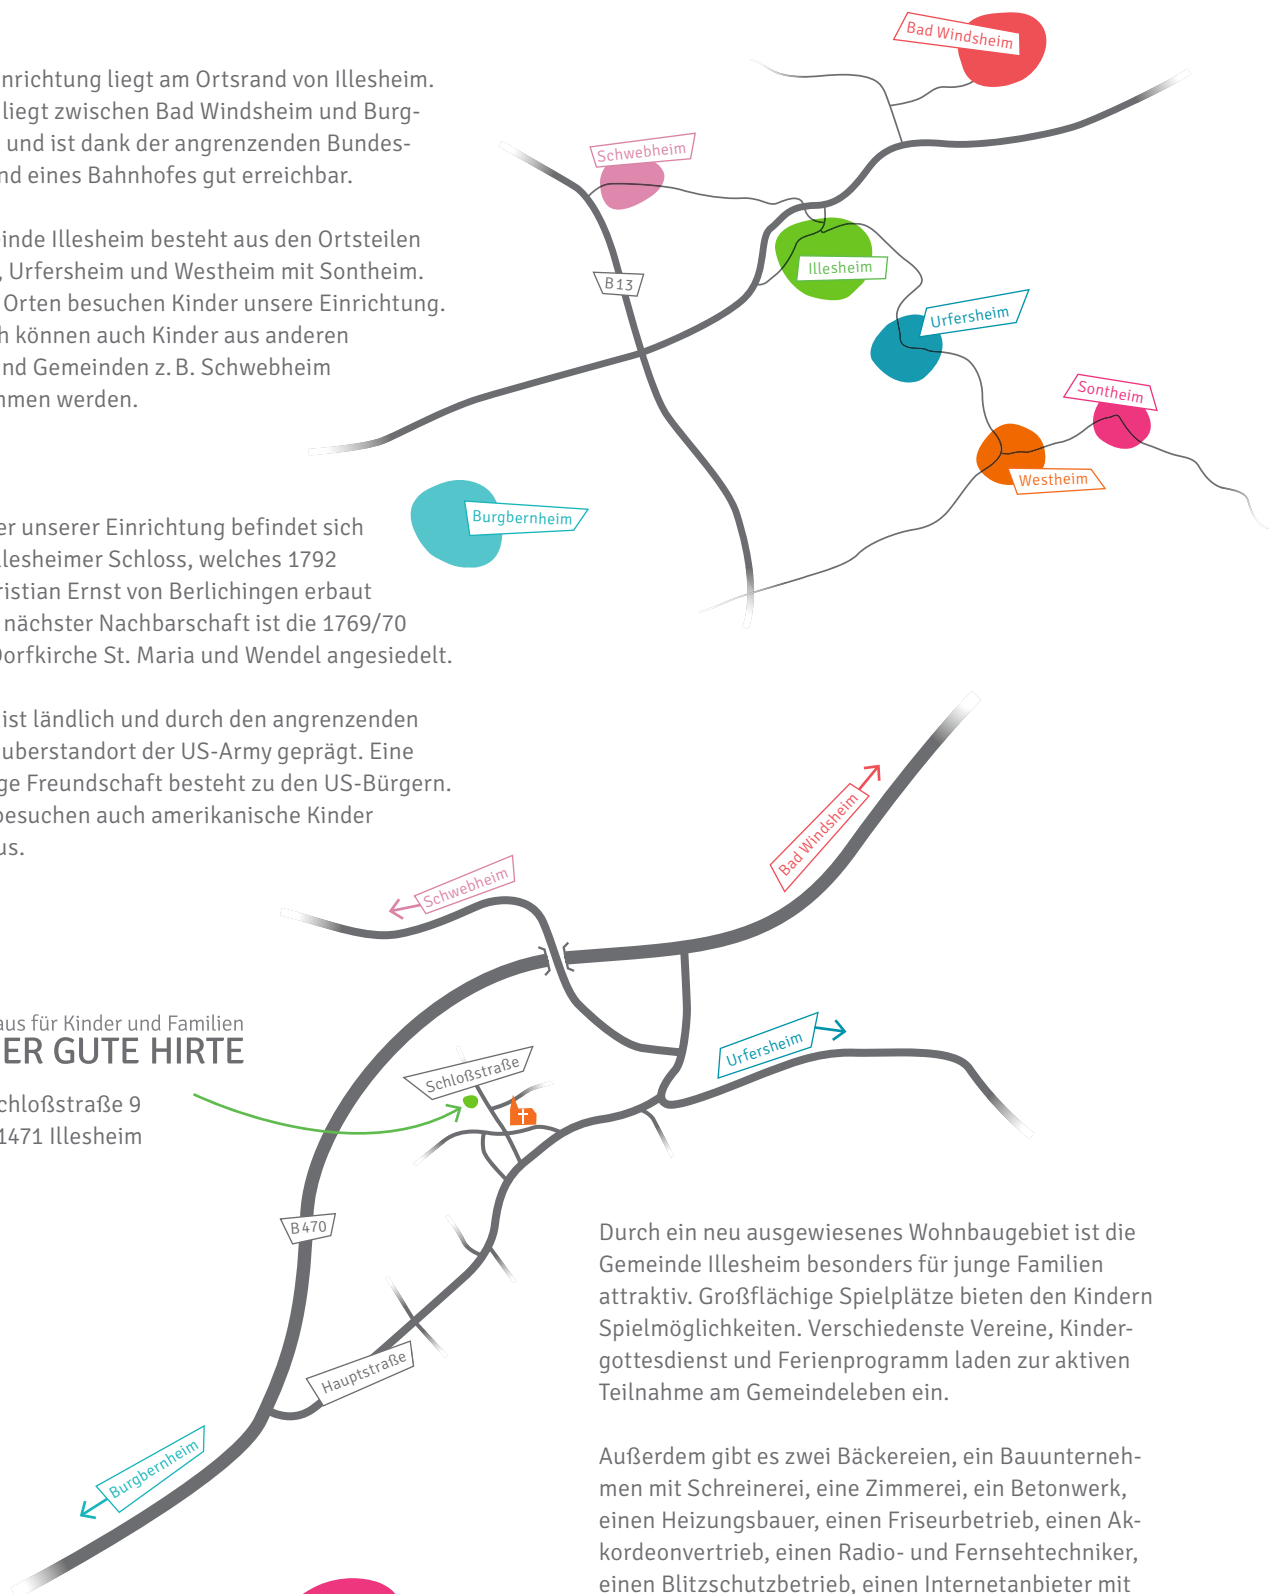 inrichtung liegt am Ortsrand von Illesheim.
liegt zwischen Bad Windsheim und Burg-
und ist dank der angrenzenden Bundes-
nd eines Bahnhofes gut erreichbar.
inde Illesheim besteht aus den Ortsteilen
, Urfersheim und Westheim mit Sontheim.
Orten besuchen Kinder unsere Einrichtung.
h können auch Kinder aus anderen
nd Gemeinden z. B. Schwebheim
mmen werden.
er unserer Einrichtung befindet sich
llesheimer Schloss, welches 1792
ristian Ernst von Berlichingen erbaut
nächster Nachbarschaft ist die 1769/70
Dorfkirche St. Maria und Wendel angesiedelt.
ist ländlich und durch den angrenzenden
uberstandort der US-Army geprägt. Eine
ge Freundschaft besteht zu den US-Bürgern.
besuchen auch amerikanische Kinder
us.
Bad Windsheim
Schwebheim
B 13
Illesheim
Urfersheim
Sontheim
Westheim
Burgbernheim
Bad Windsheim
Schwebheim
Urfersheim
Schloßstraße
aus für Kinder und Familien
ER GUTE HIRTE
chloßstraße 9
1471 Illesheim
B 470
Hauptstraße
Burgbernheim
Durch ein neu ausgewiesenes Wohnbaugebiet ist die
Gemeinde Illesheim besonders für junge Familien
attraktiv. Großflächige Spielplätze bieten den Kindern
Spielmöglichkeiten. Verschiedenste Vereine, Kinder-
gottesdienst und Ferienprogramm laden zur aktiven
Teilnahme am Gemeindeleben ein.
Außerdem gibt es zwei Bäckereien, ein Bauunterneh-
men mit Schreinerei, eine Zimmerei, ein Betonwerk,
einen Heizungsbauer, einen Friseurbetrieb, einen Ak-
kordeonvertrieb, einen Radio- und Fernsehtechniker,
einen Blitzschutzbetrieb, einen Internetanbieter mit